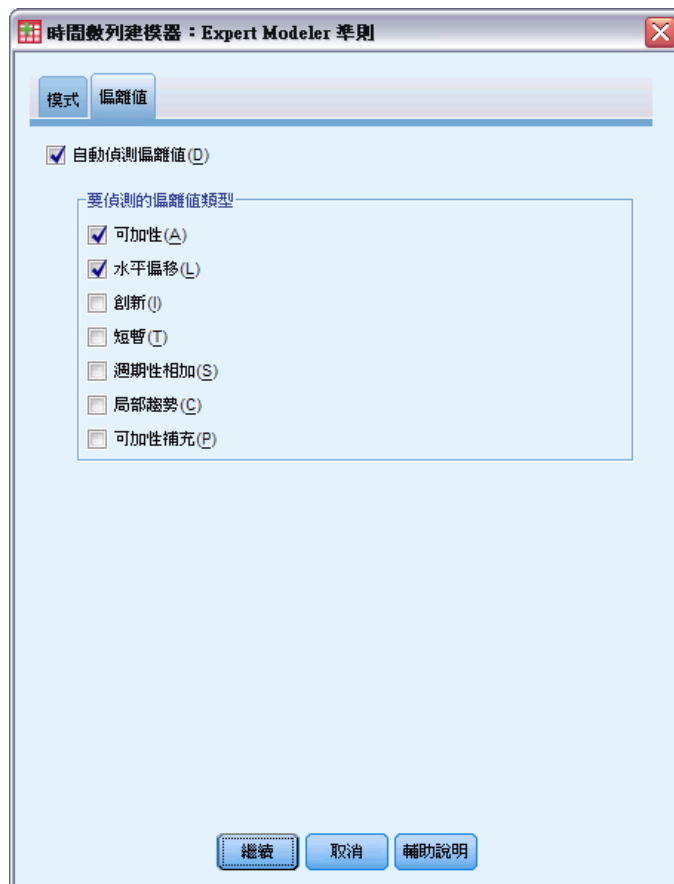 時間數列建模器：Expert Modeler 準則
模式
偏離值
自動偵測偏離值(D)
要偵測的偏離值類型
可加性(A)
水平偏移(L)
創新(I)
短暫(T)
週期性相加(S)
局部趨勢(C)
可加性補充(P)
繼續
取消
輔助說明